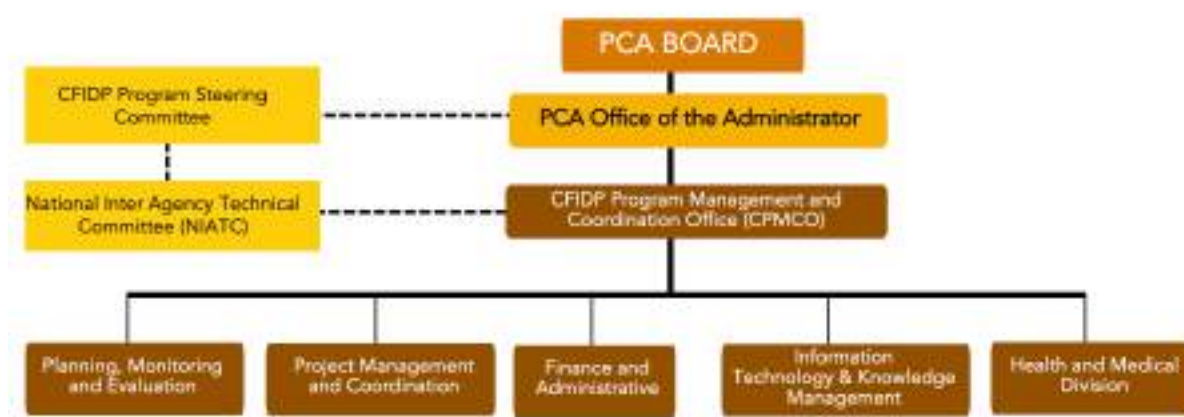 PCA BOARD
CFIDP Program Steering
Committee
PCA Office of the Administrator
National Inter Agency Technical
Committee (NIATC)
CFIDP Program Management and
Coordination Office (CPMCO)
Planning, Monitoring
and Evaluation
Project Management
and Coordination
Finance and
Administrative
Information
Technology & Knowledge
Management
Health and Medical
Division